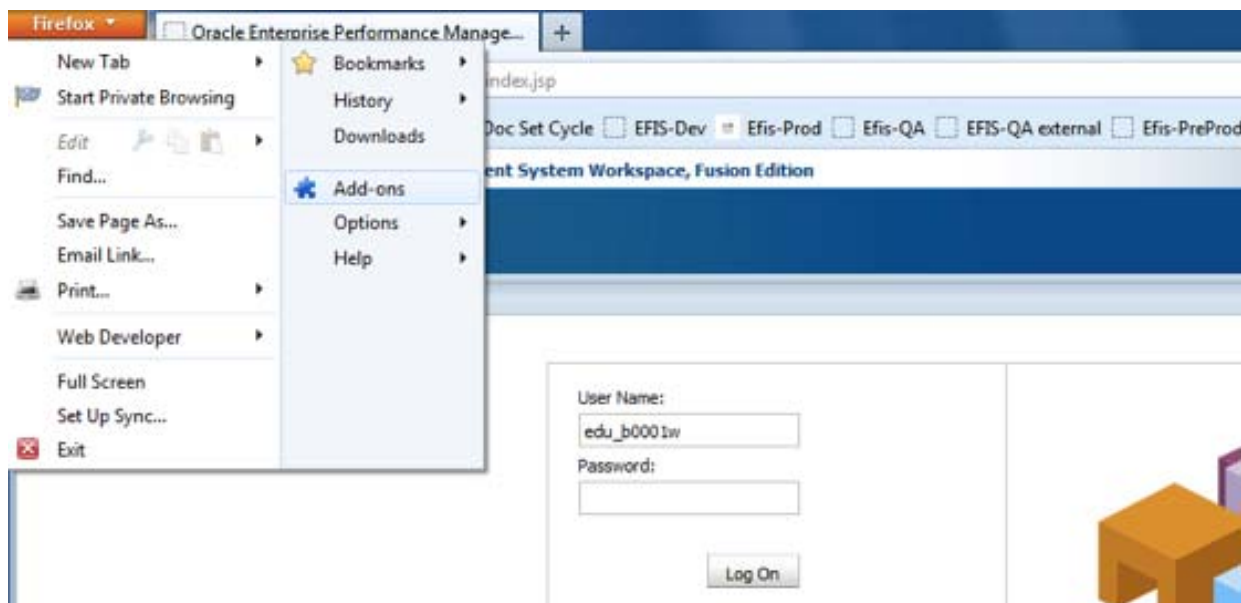 Firefox
Oracle Enterprise Performance Manage...
+
New Tab
Start Private Browsing
Edit
Find...
Save Page As...
Email Link...
Print...
Web Developer
Full Screen
Set Up Sync...
Exit
Bookmarks
History
Downloads
Add-ons
Options
Help
index.jsp
Doc Set Cycle EFIS-Dev Efis-Prod Efis-QA EFIS-QA external Efis-PreProd
ent System Workspace, Fusion Edition
User Name:
edu_b0001w
Password:
Log On